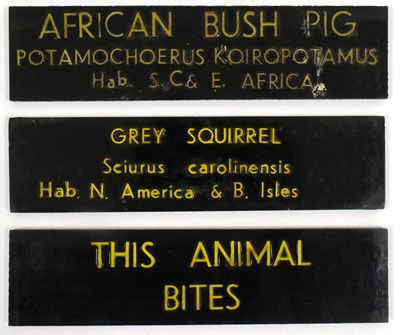 AFRICAN BUSH PIG
POTAMOCHOERUS KOIROPOTAMUS
Hab. S. C & E. AFRICA
GREY SQUIRREL
Sciurus carolinensis
Hab. N. America & B. Isles
THIS ANIMAL
BITES